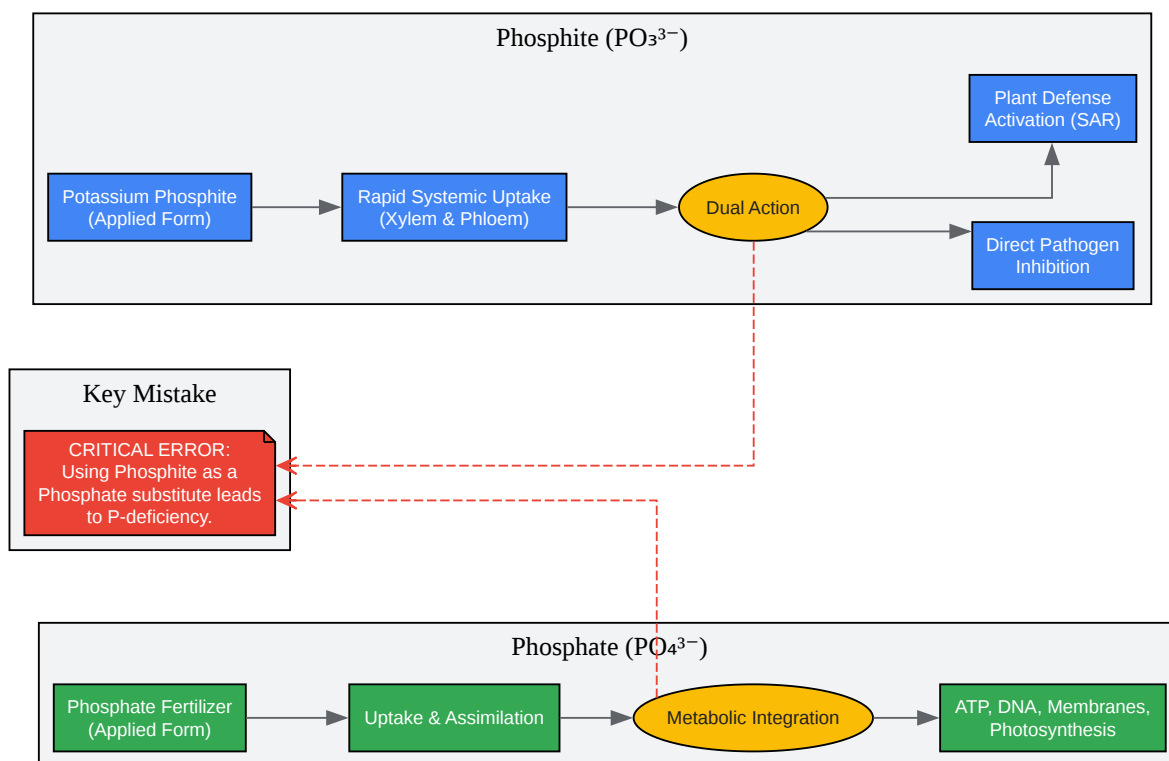 Phosphite (PO₃³⁻)
Plant Defense
Activation (SAR)
Potassium Phosphite
(Applied Form)
Rapid Systemic Uptake
(Xylem & Phloem)
Dual Action
Direct Pathogen
Inhibition
Key Mistake
CRITICAL ERROR:
Using Phosphite as a
Phosphate substitute leads
to P-deficiency.
Phosphate (PO₄³⁻)
Phosphate Fertilizer
(Applied Form)
Uptake & Assimilation
Metabolic Integration
ATP, DNA, Membranes,
Photosynthesis